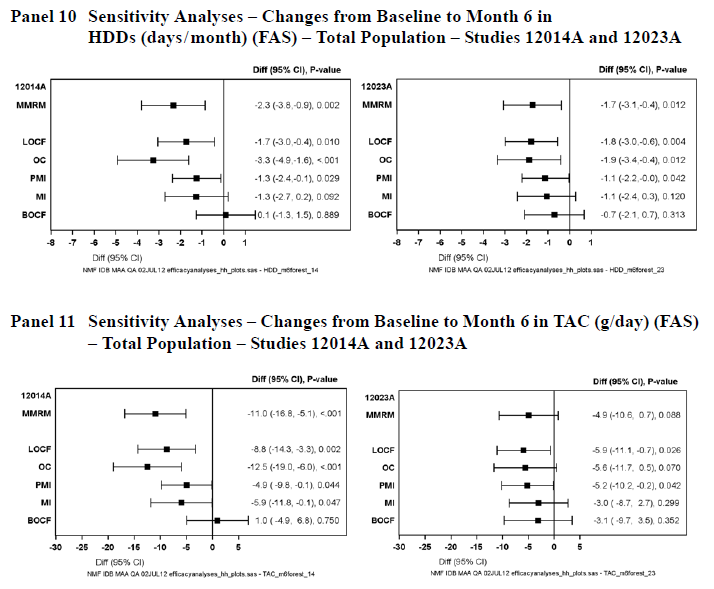 Panel 10 Sensitivity Analyses – Changes from Baseline to Month 6 in
HDDs (days/month) (FAS) – Total Population – Studies 12014A and 12023A
Diff (95% CI), P-value
12014A
MMRM -2.3 (-3.8,-0.9), 0.002
LOCF -1.7 (-3.0,-0.4), 0.010
OC -3.3 (-4.9,-1.6), <.001
PMI -1.3 (-2.4,-0.1), 0.029
MI -1.3 (-2.7, 0.2), 0.092
BOCF 0.1 (-1.3, 1.5), 0.889
-8 -7 -6 -5 -4 -3 -2 -1 0 1
Diff (95% CI)
NMF IDB MAA QA 02JUL12 efficacyanalyses_hh_plots.sas - HDD_m6forest_14
Diff (95% CI), P-value
12023A
MMRM -1.7 (-3.1,-0.4), 0.012
LOCF -1.8 (-3.0,-0.6), 0.004
OC -1.9 (-3.4,-0.4), 0.012
PMI -1.1 (-2.2,-0.0), 0.042
MI -1.1 (-2.4, 0.3), 0.120
BOCF -0.7 (-2.1, 0.7), 0.313
-8 -7 -6 -5 -4 -3 -2 -1 0 1
Diff (95% CI)
NMF IDB MAA QA 02JUL12 efficacyanalyses_hh_plots.sas - HDD_m6forest_23
Panel 11 Sensitivity Analyses – Changes from Baseline to Month 6 in TAC (g/day) (FAS)
– Total Population – Studies 12014A and 12023A
Diff (95% CI), P-value
12014A
MMRM -11.0 (-16.8, -5.1), <.001
LOCF -8.8 (-14.3, -3.3), 0.002
OC -12.5 (-19.0, -6.0), <.001
PMI -4.9 ( -9.8, -0.1), 0.044
MI -5.9 (-11.8, -0.1), 0.047
BOCF 1.0 ( -4.9, 6.8), 0.750
-30 -25 -20 -15 -10 -5 0 5
Diff (95% CI)
NMF IDB MAA QA 02JUL12 efficacyanalyses_hh_plots.sas - TAC_m6forest_14
Diff (95% CI), P-value
12023A
MMRM -4.9 (-10.6, 0.7), 0.088
LOCF -5.9 (-11.1, -0.7), 0.026
OC -5.6 (-11.7, 0.5), 0.070
PMI -5.2 (-10.2, -0.2), 0.042
MI -3.0 ( -8.7, 2.7), 0.299
BOCF -3.1 ( -9.7, 3.5), 0.352
-30 -25 -20 -15 -10 -5 0 5
Diff (95% CI)
NMF IDB MAA QA 02JUL12 efficacyanalyses_hh_plots.sas - TAC_m6forest_23